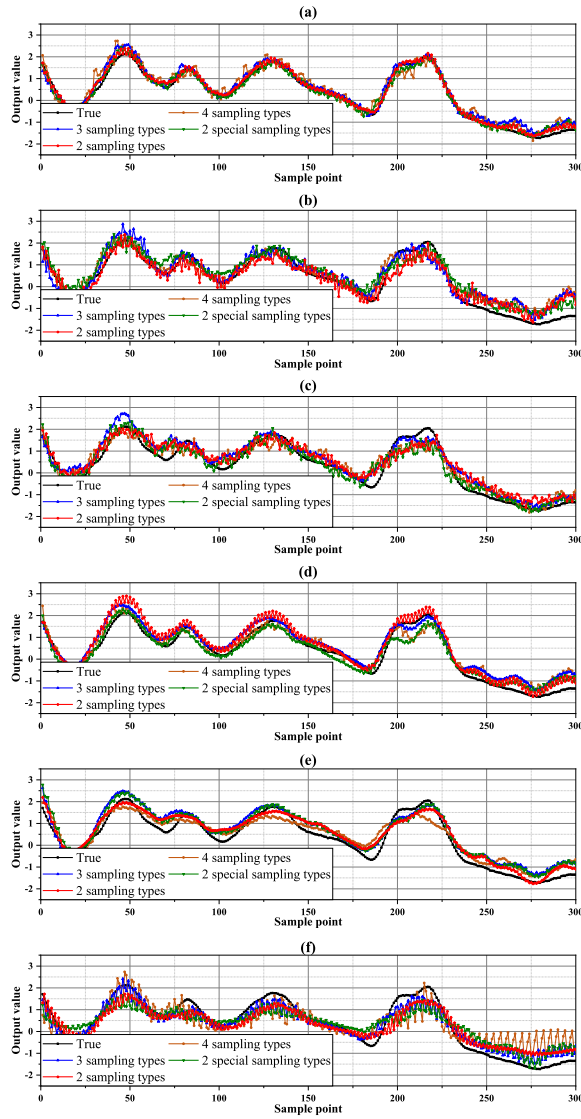 (a)
Output value
3
2
1
0
-1
-2
True
4 sampling types
3 sampling types
2 special sampling types
2 sampling types
0 50 100 150 200 250 300
Sample point
(b)
Output value
3
2
1
0
-1
-2
True
4 sampling types
3 sampling types
2 special sampling types
2 sampling types
0 50 100 150 200 250 300
Sample point
(c)
Output value
3
2
1
0
-1
-2
True
4 sampling types
3 sampling types
2 special sampling types
2 sampling types
0 50 100 150 200 250 300
Sample point
(d)
Output value
3
2
1
0
-1
-2
True
4 sampling types
3 sampling types
2 special sampling types
2 sampling types
0 50 100 150 200 250 300
Sample point
(e)
Output value
3
2
1
0
-1
-2
True
4 sampling types
3 sampling types
2 special sampling types
2 sampling types
0 25 50 75 100 125 150 200 250 300
Sample point
(f)
Output value
3
2
1
0
-1
-2
True
4 sampling types
3 sampling types
2 special sampling types
2 sampling types
0 50 100 150 200 250 300
Sample point